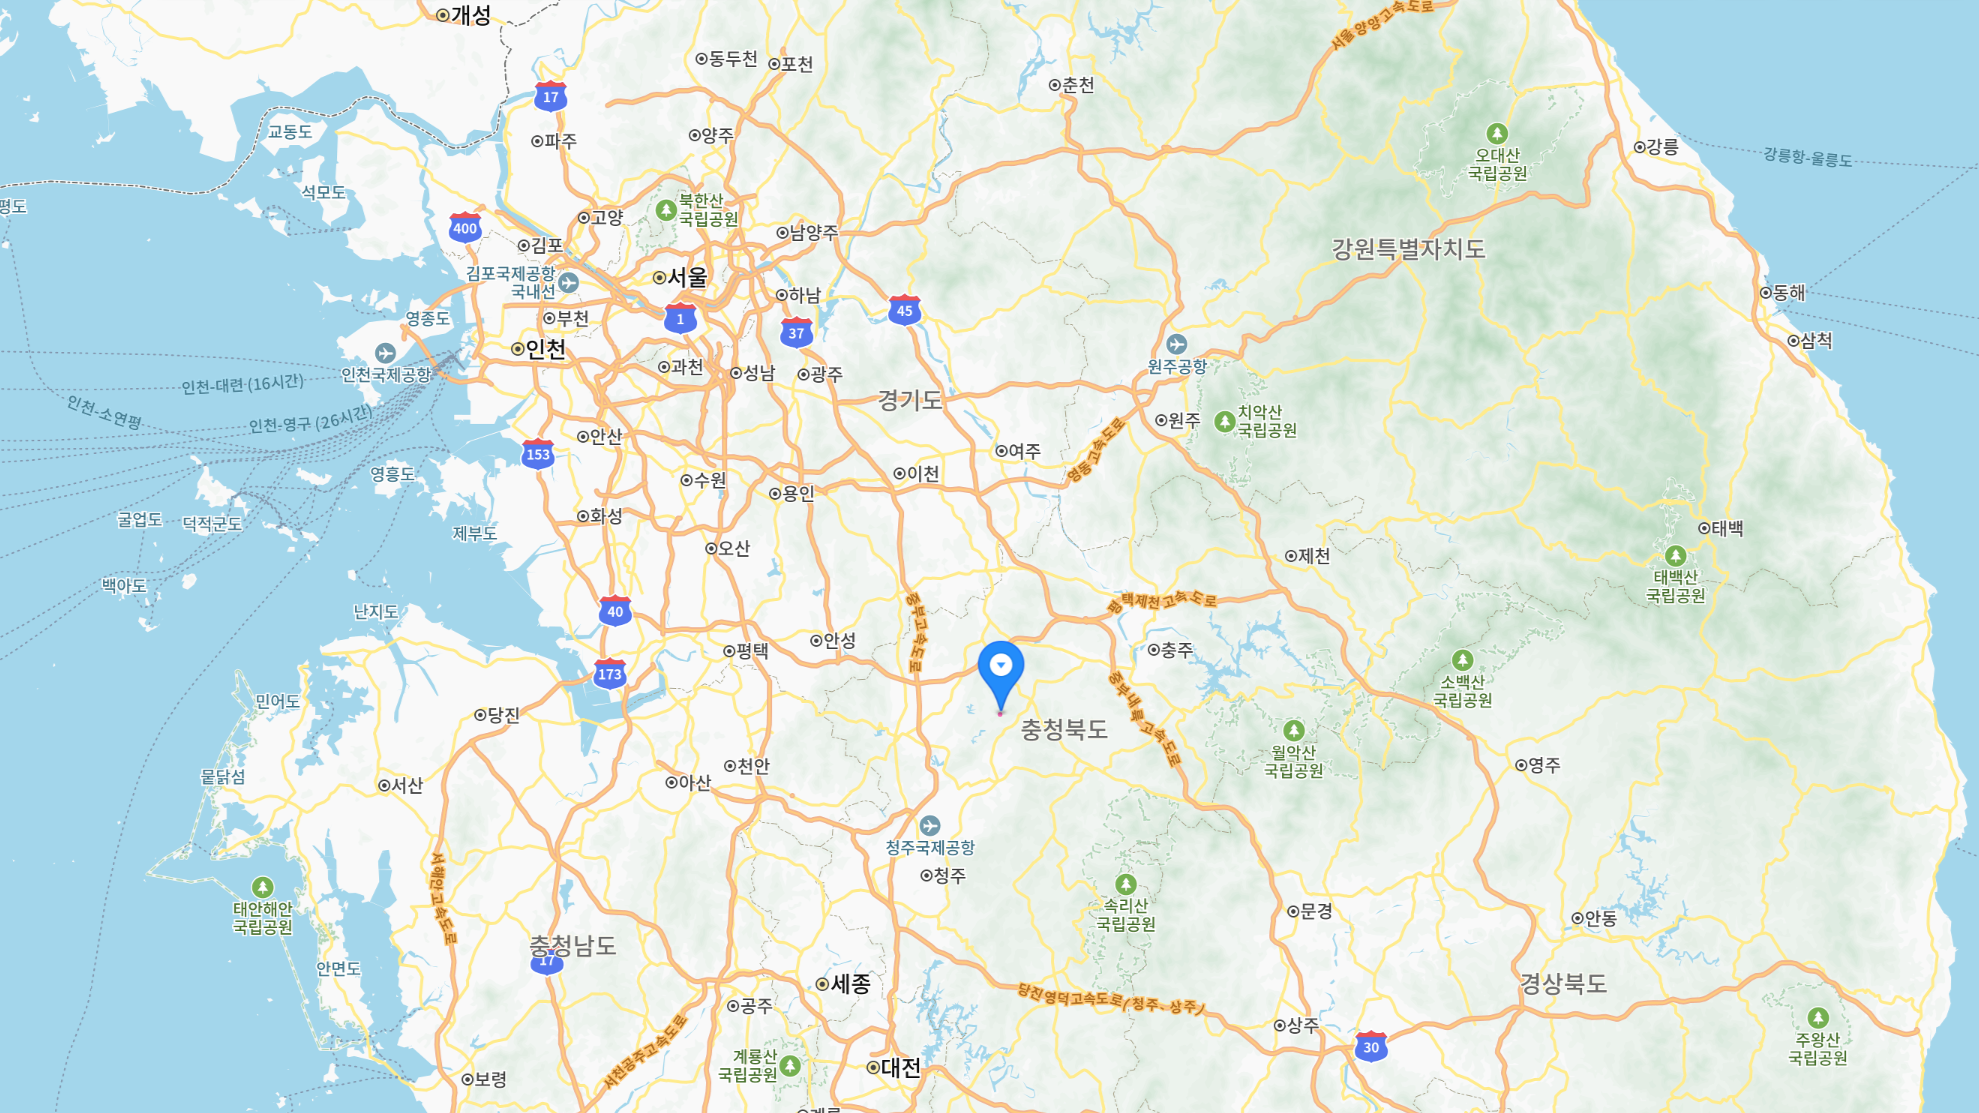 개성
동두천
포천
춘천
서울양양고속도로
17
교동도
파주
양주
강릉
강릉항-울릉도
오대산
국립공원
석모도
평도
북한산
국립공원
고양
400
김포
남양주
강원특별자치도
김포국제공항
국내선
서울
하남
45
동해
영종도
부천
1
37
삼척
인천
과천
성남
광주
원주공항
인천국제공항
인천-대련 (16시간)
인천-소연평
인천-영구 (26시간)
경기도
치악산
국립공원
원주
영동고속도로
안산
153
여주
이천
영흥도
수원
용인
굴업도
덕적군도
제부도
화성
오산
태백
제천
태백산
국립공원
백아도
난지도
40
중부고속도로
평택제천고속도로
안성
평택
충주
소백산
국립공원
173
민어도
당진
중부내륙고속도로
충청북도
월악산
국립공원
영주
뭍닭섬
서산
천안
아산
청주국제공항
청주
서해안고속도로
태안해안
국립공원
속리산
국립공원
문경
안동
충청남도
17
안면도
세종
공주
당진영덕고속도로(청주-상주)
경상북도
상주
30
주왕산
국립공원
서천공주고속도로
계룡산
국립공원
대전
보령